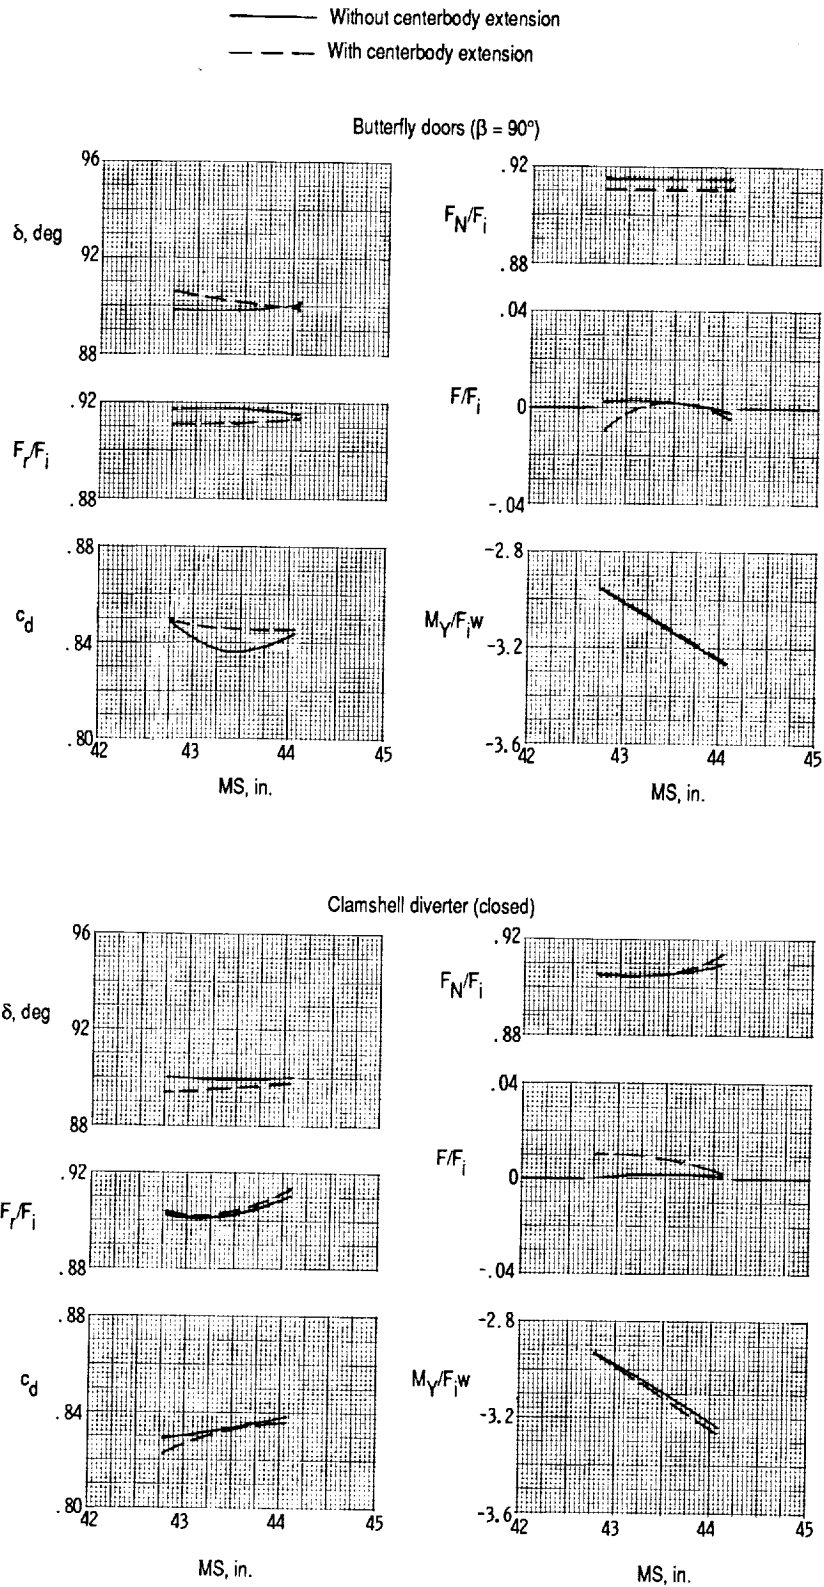 Without centerbody extension
With centerbody extension
Butterfly doors (β = 90°)
96
δ, deg
92
88
.92
F_r/F_i
.88
.88
c_d
.84
.80
42 43 44 45
MS, in.
.92
F_N/F_i
.88
.04
F/F_i
0
-.04
-2.8
M_Y/F_i w
-3.2
-3.6
42 43 44 45
MS, in.
Clamshell diverter (closed)
96
δ, deg
92
88
.92
F_r/F_i
.88
.88
c_d
.84
.80
42 43 44 45
MS, in.
.92
F_N/F_i
.88
.04
F/F_i
0
-.04
-2.8
M_Y/F_i w
-3.2
-3.6
42 43 44 45
MS, in.